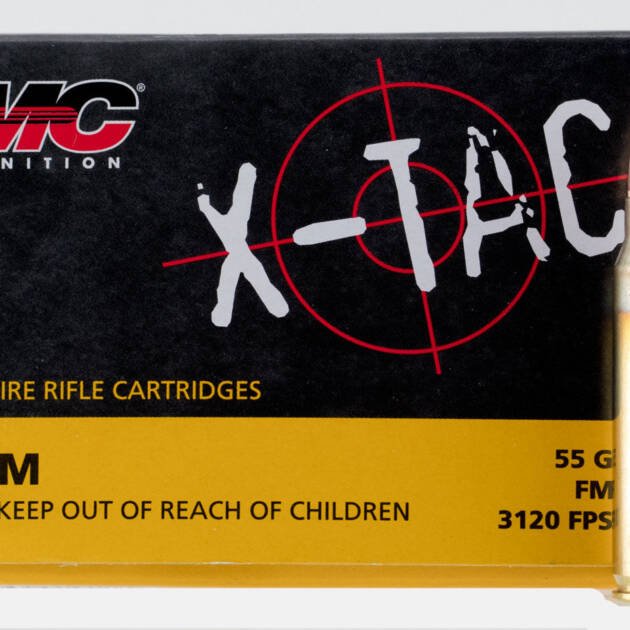 MC®
NITION
X-TAC
IRE RIFLE CARTRIDGES
M
55 G
FM
KEEP OUT OF REACH OF CHILDREN
3120 FPS